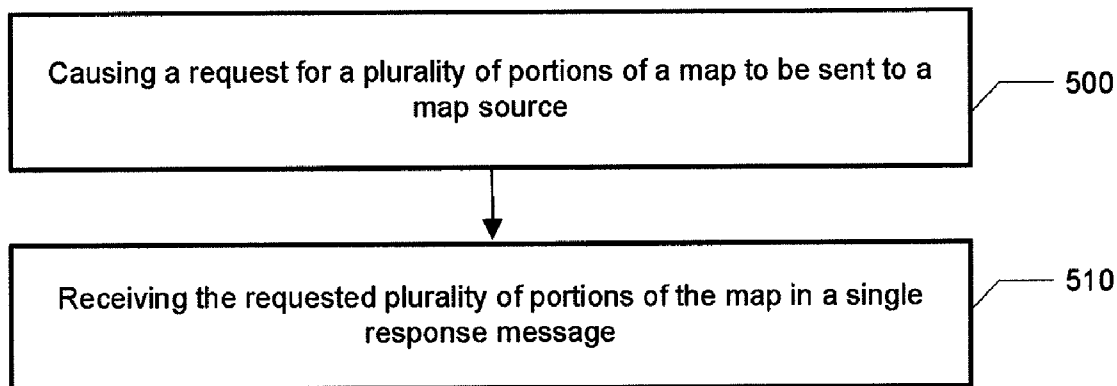 Causing a request for a plurality of portions of a map to be sent to a
map source
500
Receiving the requested plurality of portions of the map in a single
response message
510